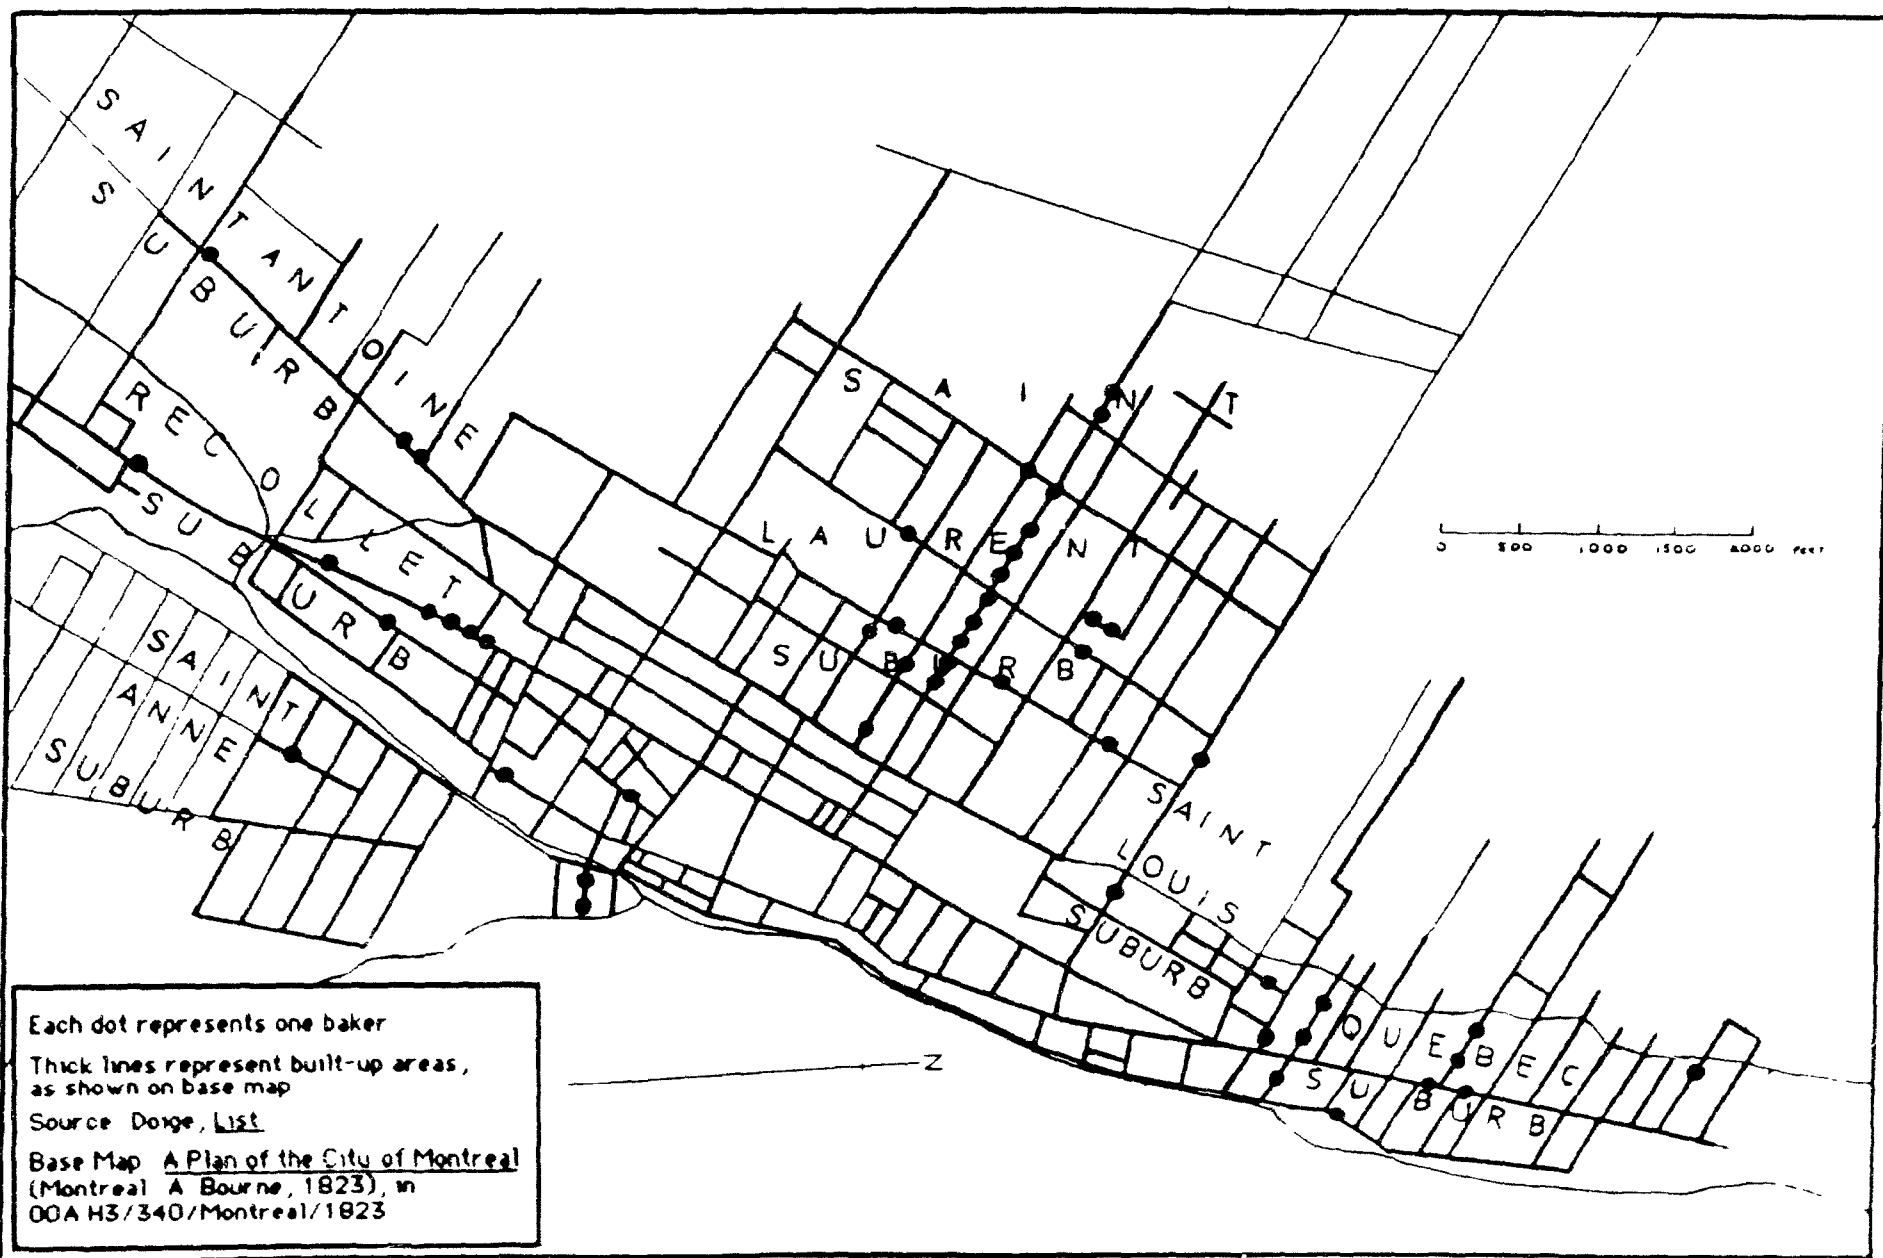 SAINT ANTOINE
SUBURB
RECOLLET
SUBURB
SAINT
ANNE
SUBURB
SAINT
LAURENT
SUBURB
SAINT
LOUIS
SUBURB
QUEBEC
SUBURB
0 500 1000 1500 2000 FEET
N
Each dot represents one baker
Thick lines represent built-up areas,
as shown on base map
Source Doige, List
Base Map A Plan of the City of Montreal
(Montreal A Bourne, 1823), in
OOA H3/340/Montreal/1823